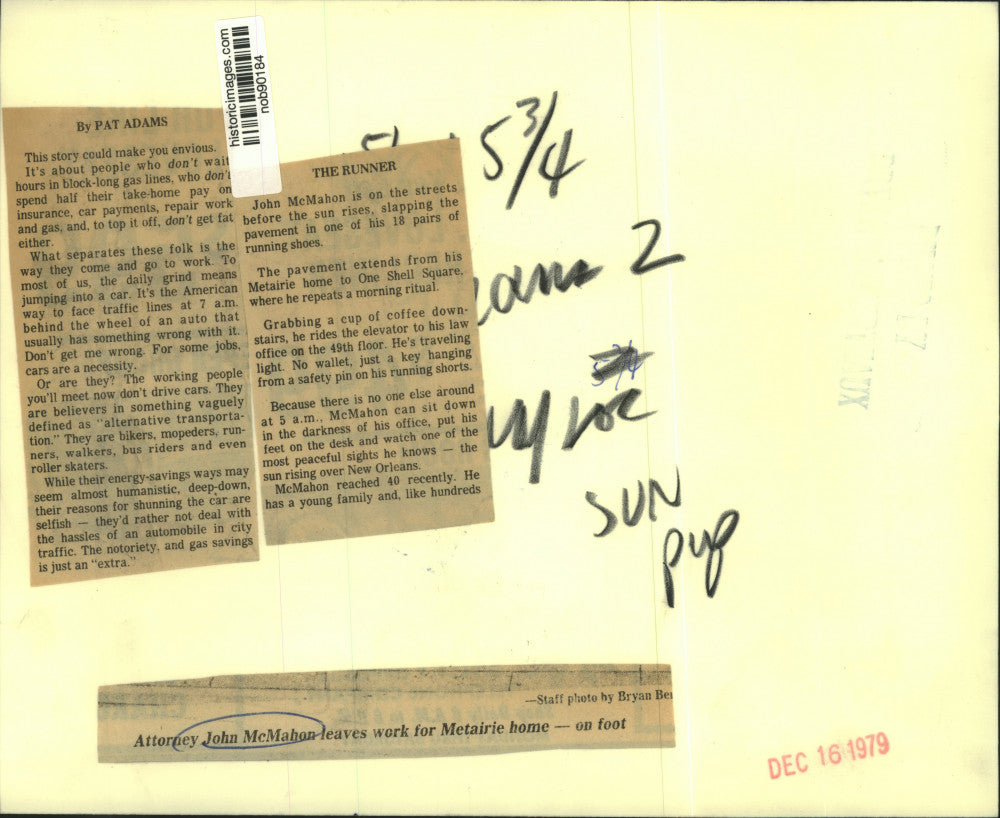 historicimages.com
nob90184
By PAT ADAMS
This story could make you envious.
It's about people who don't wait
hours in block-long gas lines, who don't
spend half their take-home pay on
insurance, car payments, repair work
and gas, and, to top it off, don't get fat
either.
What separates these folk is the
way they come and go to work. To
most of us, the daily grind means
jumping into a car. It's the American
way to face traffic lines at 7 a.m.
behind the wheel of an auto that
usually has something wrong with it.
Don't get me wrong. For some jobs,
cars are a necessity.
Or are they? The working people
you'll meet now don't drive cars. They
are believers in something vaguely
defined as "alternative transporta-
tion." They are bikers, mopeders, run-
ners, walkers, bus riders and even
roller skaters.
While their energy-savings ways may
seem almost humanistic, deep-down,
their reasons for shunning the car are
selfish — they'd rather not deal with
the hassles of an automobile in city
traffic. The notoriety, and gas savings
is just an "extra."
THE RUNNER
John McMahon is on the streets
before the sun rises, slapping the
pavement in one of his 18 pairs of
running shoes.
The pavement extends from his
Metairie home to One Shell Square,
where he repeats a morning ritual.
Grabbing a cup of coffee down-
stairs, he rides the elevator to his law
office on the 49th floor. He's traveling
light. No wallet, just a key hanging
from a safety pin on his running shorts.
Because there is no one else around
at 5 a.m., McMahon can sit down
in the darkness of his office, put his
feet on the desk and watch one of the
most peaceful sights he knows — the
sun rising over New Orleans.
McMahon reached 40 recently. He
has a young family and, like hundreds
5 3/4
2
5 3/4
SUN
pup
—Staff photo by Bryan
Attorney John McMahon leaves work for Metairie home — on foot
DEC 16 1979